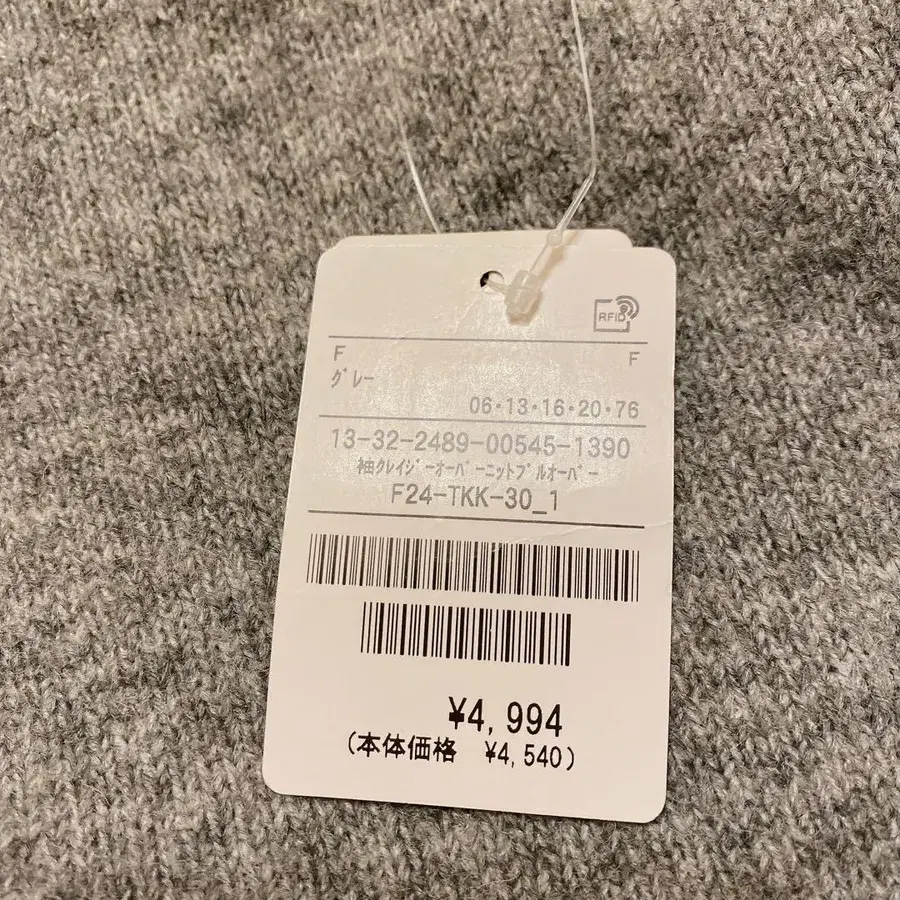 RFID
F F
ｸﾞﾚｰ
06・13・16・20・76
13-32-2489-00545-1390
袖ｸﾚｲｼﾞｰｵｰﾊﾞｰﾆｯﾄﾌﾟﾙｵｰﾊﾞｰ
F24-TKK-30_1
¥4,994
(本体価格 ¥4,540)